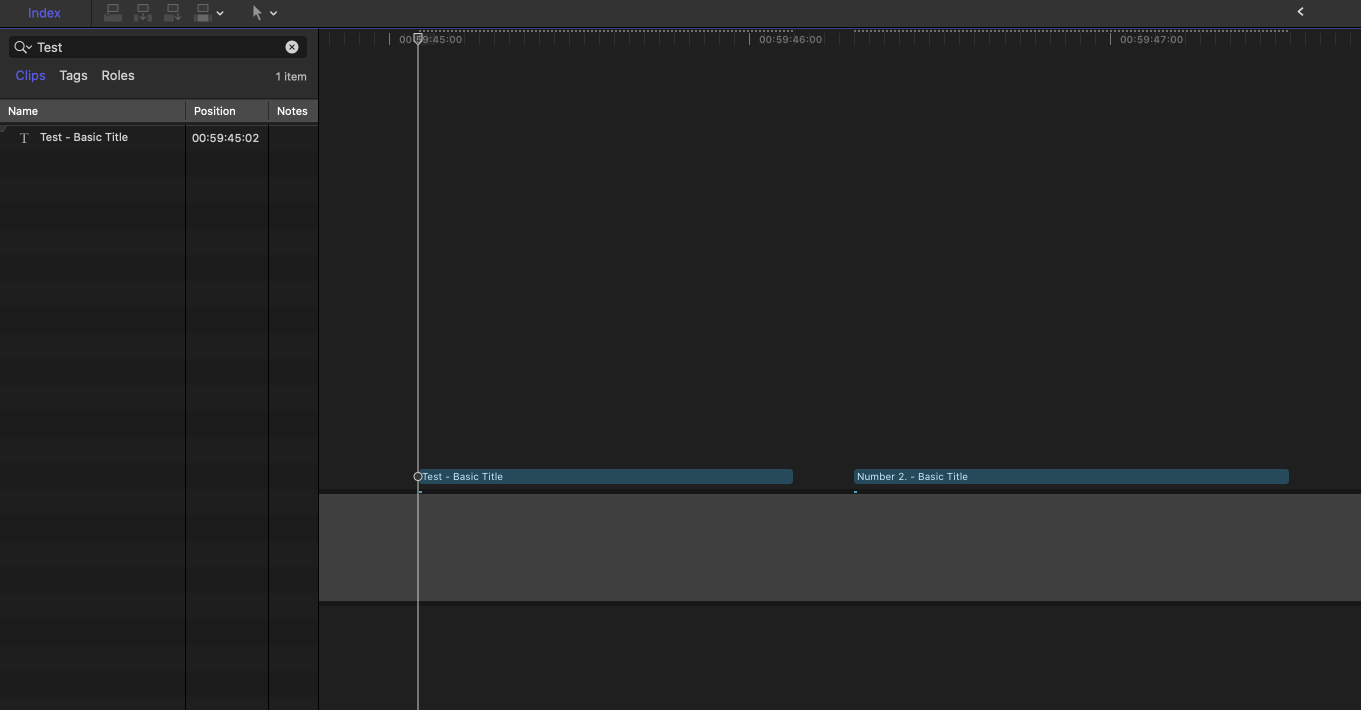 Index
Test
Clips Tags Roles 1 item
Name Position Notes
T Test - Basic Title 00:59:45:02
00:59:45:00 00:59:46:00 00:59:47:00
Test - Basic Title Number 2. - Basic Title